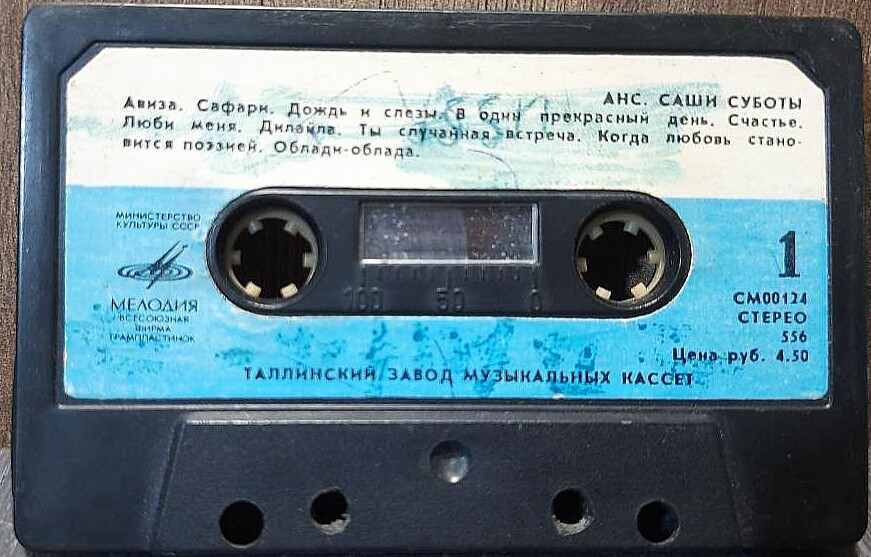 АНС. САШИ СУБОТЫ
Авиза. Сафари. Дождь и слезы. В один прекрасный день. Счастье.
Люби меня. Дилайла. Ты случайная встреча. Когда любовь стано-
вится поэзией. Облади-облада.
МИНИСТЕРСТВО
КУЛЬТУРЫ СССР
МЕЛОДИЯ
ВСЕСОЮЗНАЯ
ФИРМА
ГРАМПЛАСТИНОК
100 50 0
1
СМ00124
СТЕРЕО
556
Цена руб. 4.50
ТАЛЛИНСКИЙ ЗАВОД МУЗЫКАЛЬНЫХ КАССЕТ